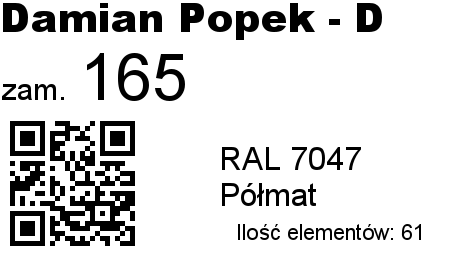 Damian Popek - D
zam. 165
RAL 7047
Półmat
Ilość elementów: 61